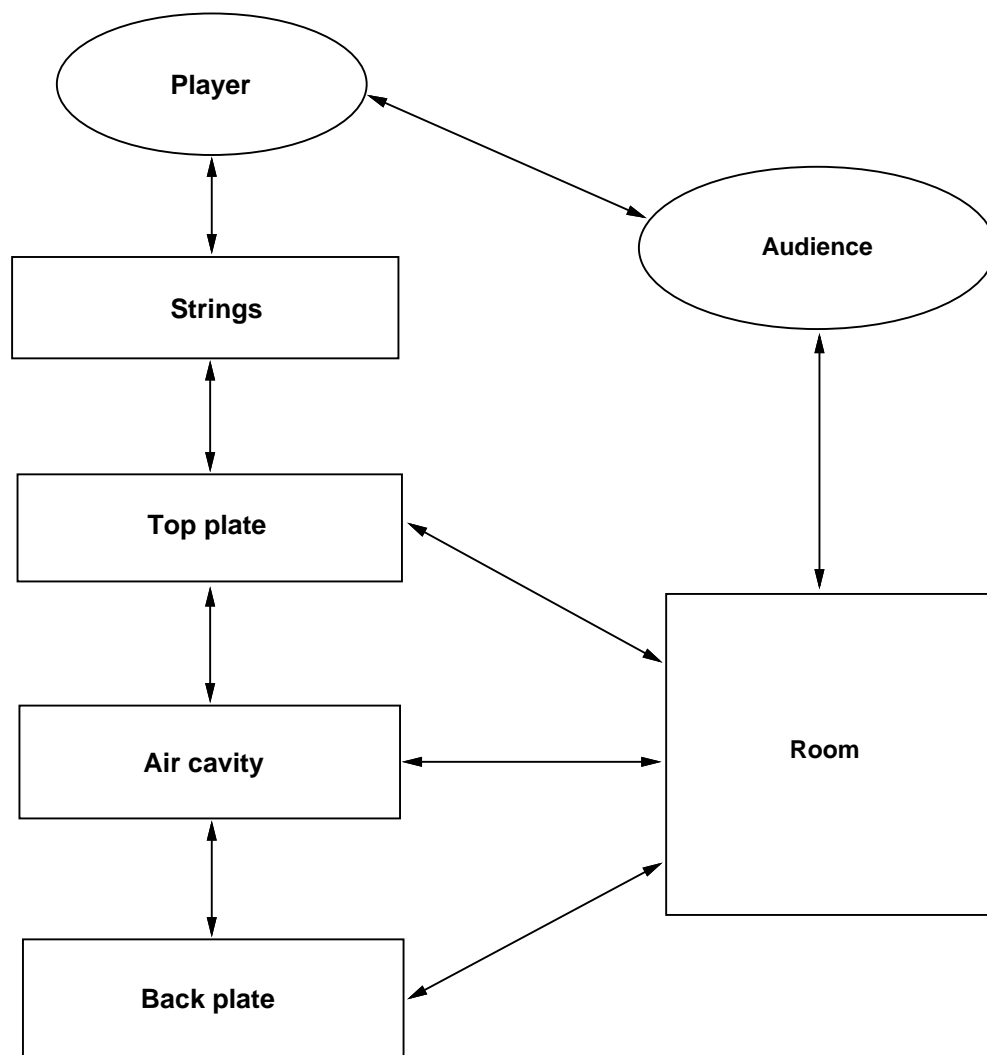 Player
Audience
Strings
Top plate
Air cavity
Room
Back plate